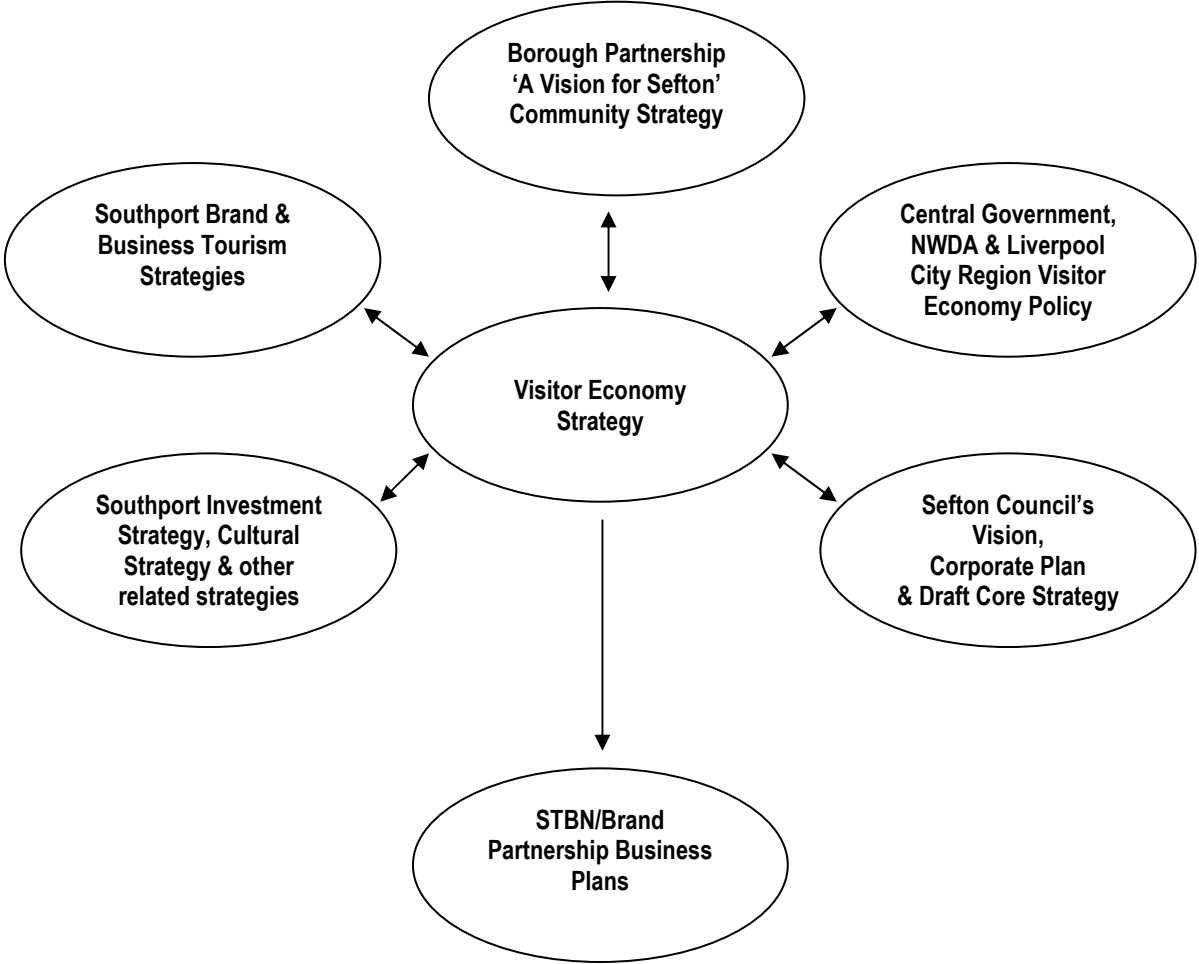 Borough Partnership
‘A Vision for Sefton’
Community Strategy
Southport Brand &
Business Tourism
Strategies
Central Government,
NWDA & Liverpool
City Region Visitor
Economy Policy
Visitor Economy
Strategy
Southport Investment
Strategy, Cultural
Strategy & other
related strategies
Sefton Council’s
Vision,
Corporate Plan
& Draft Core Strategy
STBN/Brand
Partnership Business
Plans